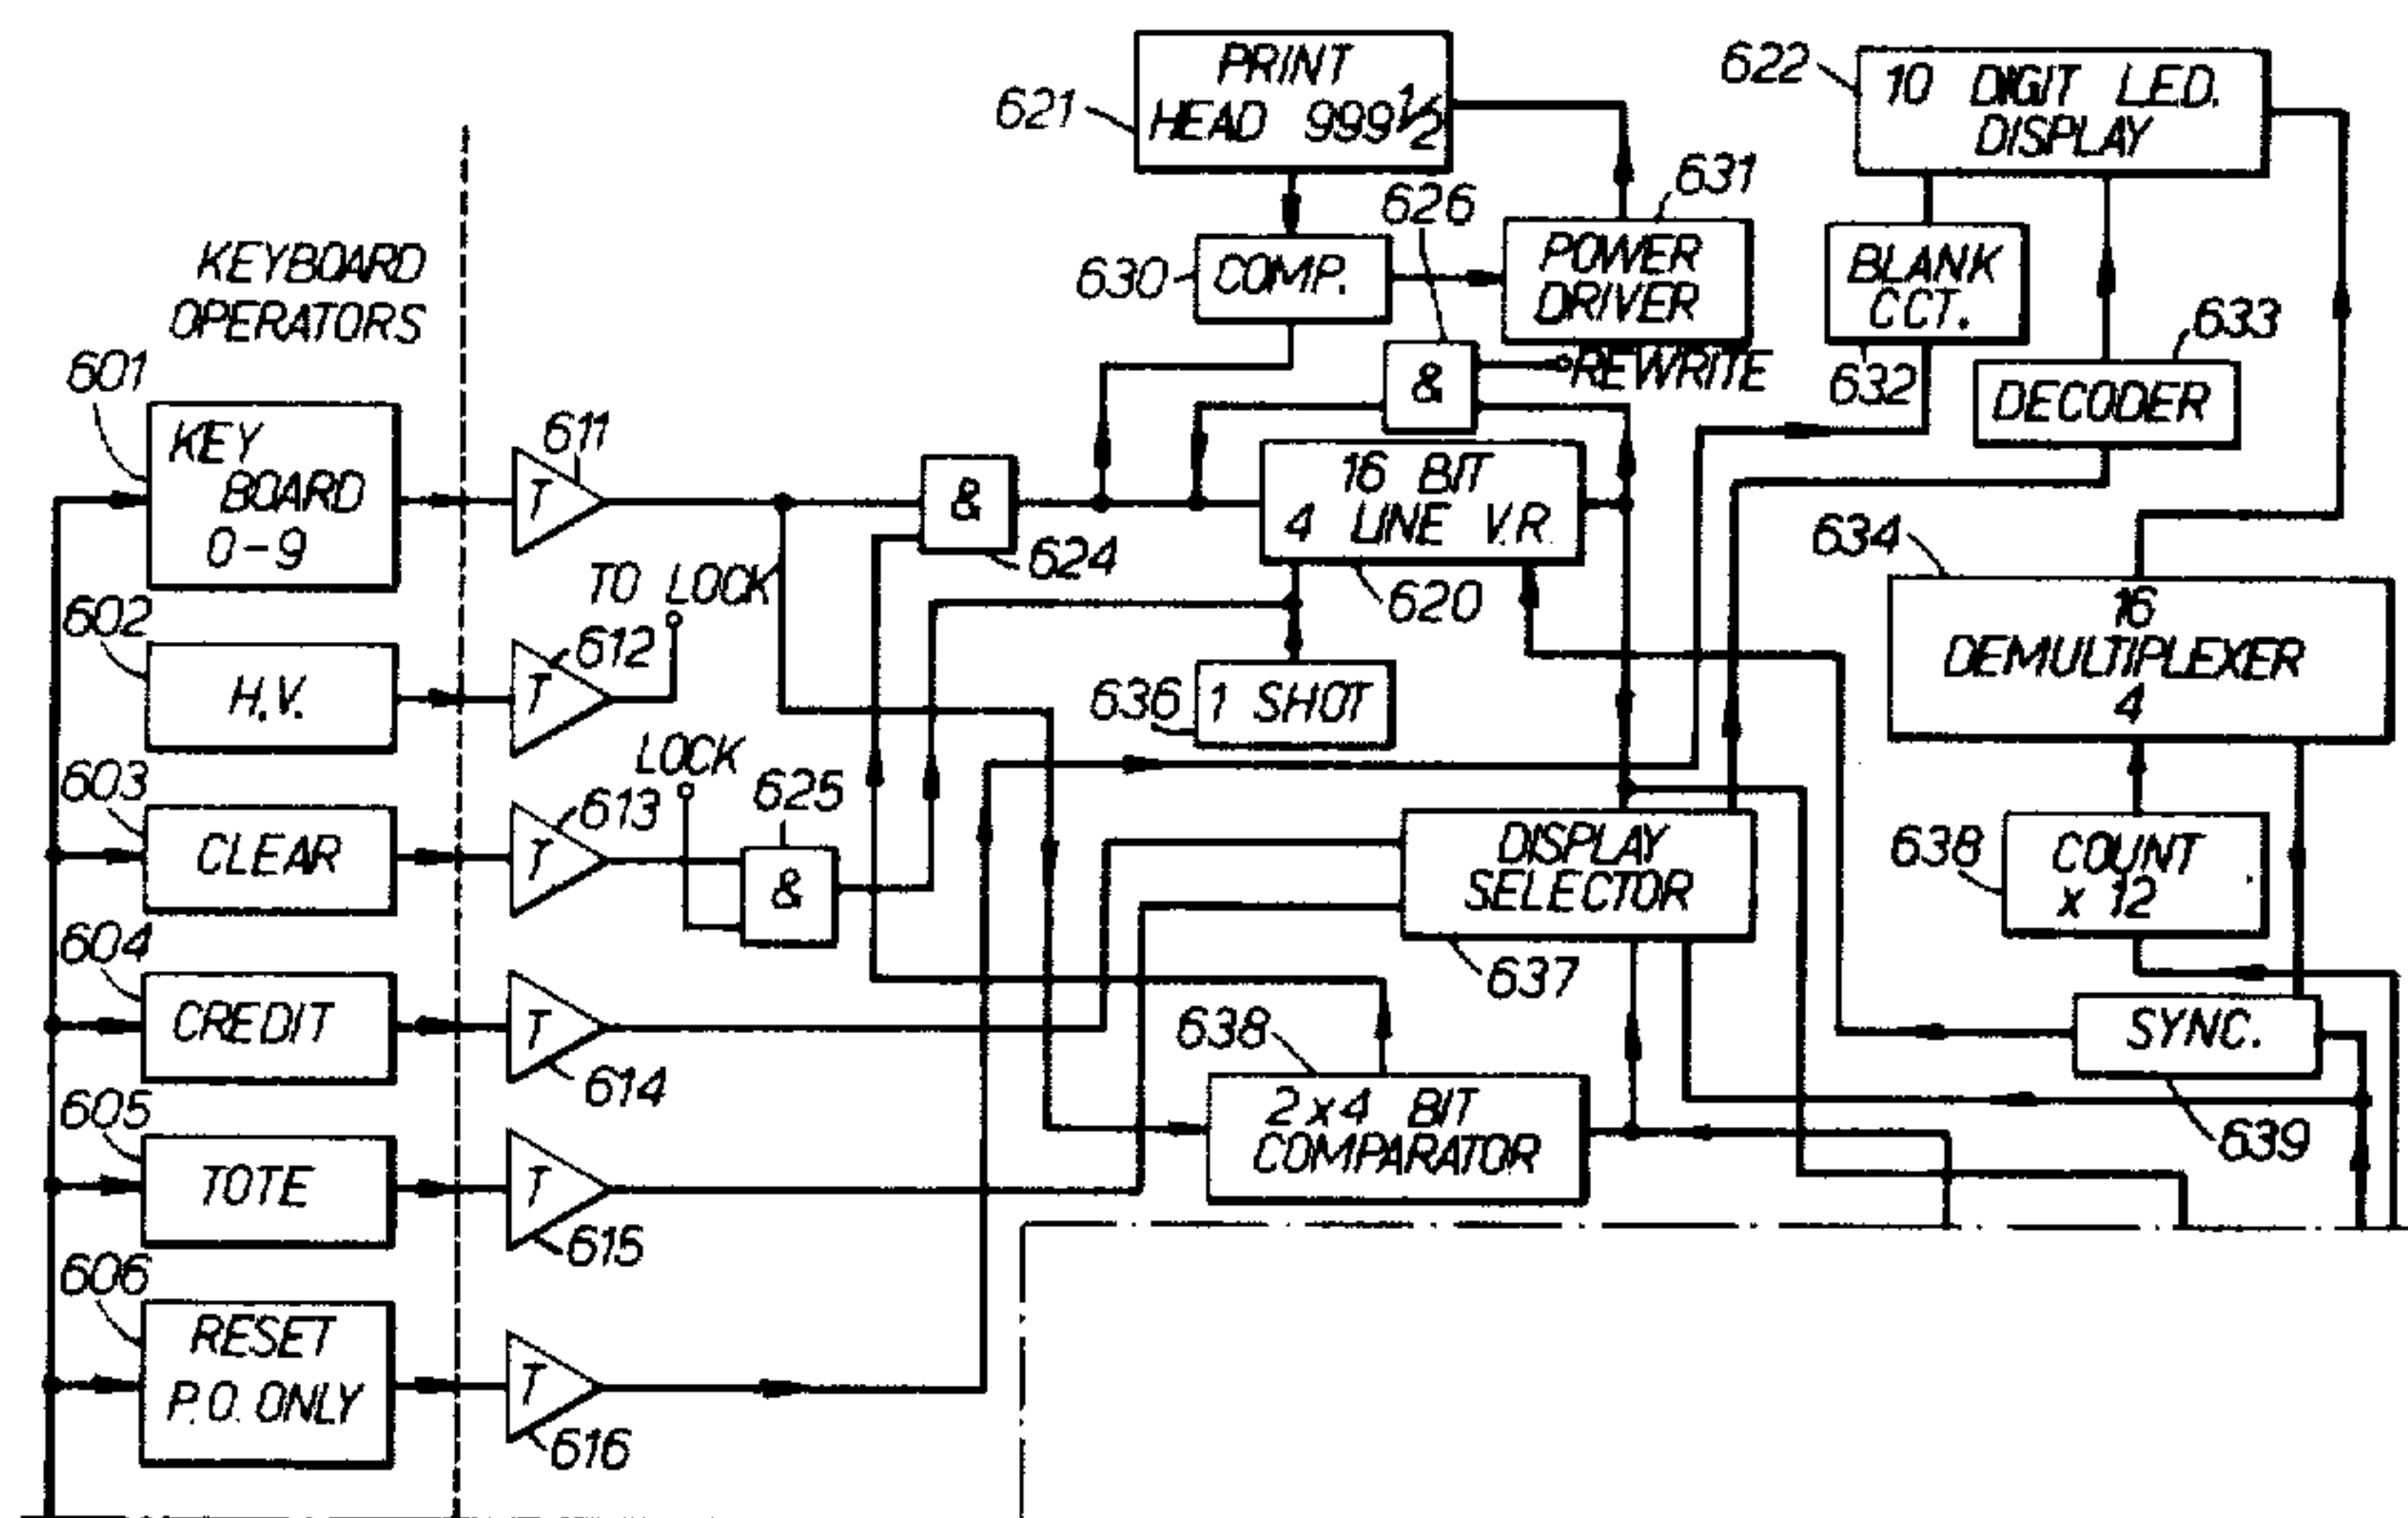 PRINT
HEAD 999½
621
622
10 DIGIT L.E.D.
DISPLAY
626
631
KEYBOARD
OPERATORS
630
COMP.
POWER
DRIVER
BLANK
CCT.
633
601
611
&
REWRITE
632
DECODER
KEY
BOARD
0-9
T
&
16 BIT
4 LINE V.R
624
620
634
TO LOCK
602
612
H.V.
T
636
1 SHOT
16
DEMULTIPLEXER
4
LOCK
603
613
625
CLEAR
T
&
DISPLAY
SELECTOR
638
COUNT
x 12
604
637
CREDIT
T
614
638
SYNC.
605
2x4 BIT
COMPARATOR
639
TOTE
T
615
606
RESET
P.O. ONLY
T
616